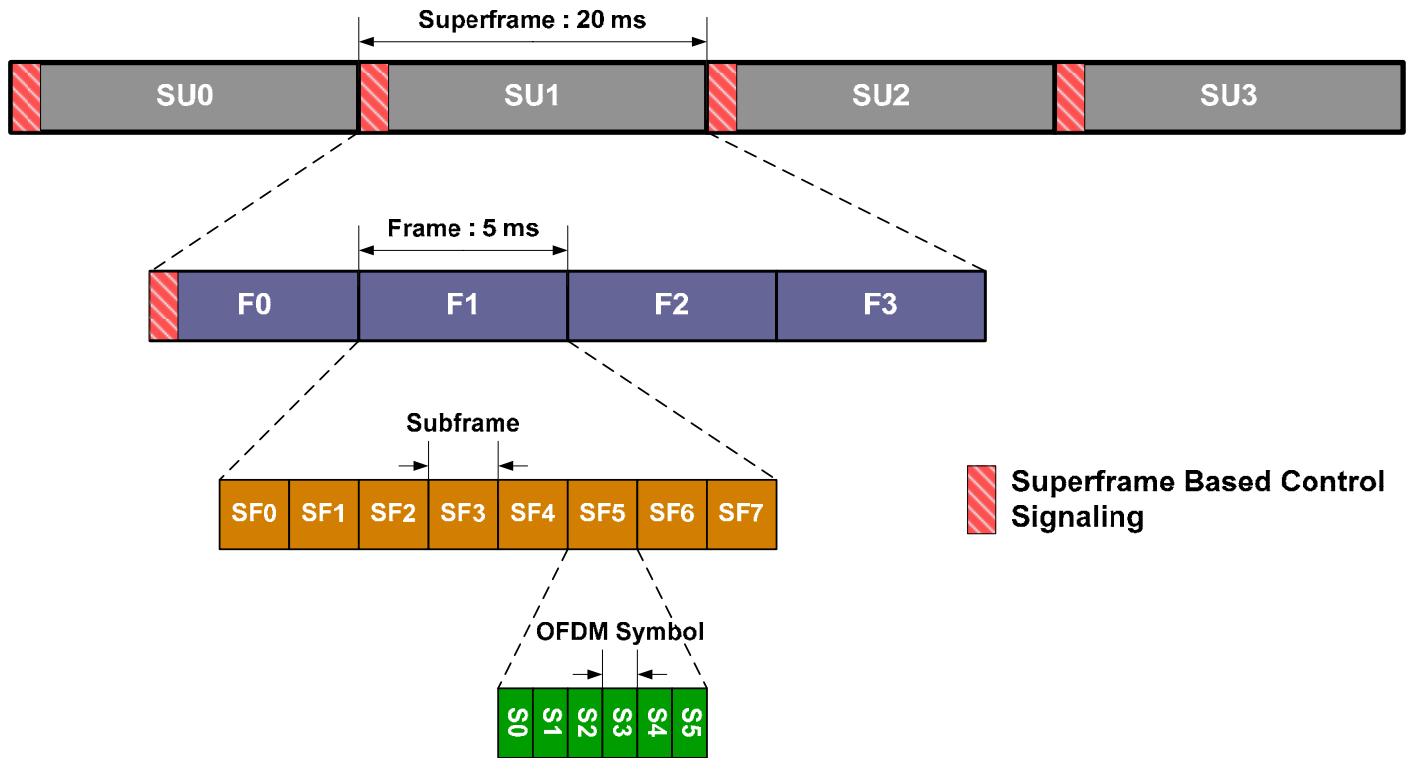 Superframe : 20 ms
SU0 SU1 SU2 SU3
Frame : 5 ms
F0 F1 F2 F3
Subframe
SF0 SF1 SF2 SF3 SF4 SF5 SF6 SF7
Superframe Based Control
Signaling
OFDM Symbol
S0 S1 S2 S3 S4 S5